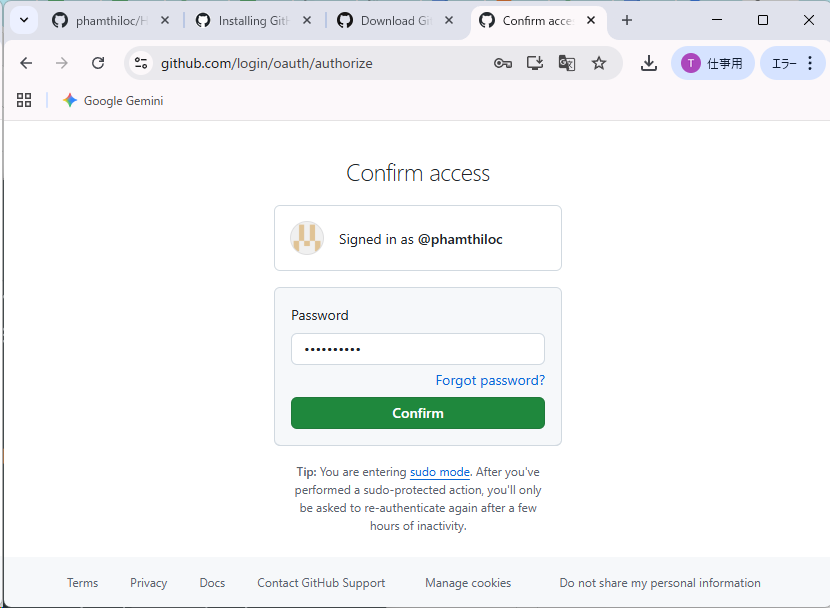 phamthiloc/H
Installing GitH
Download Git
Confirm acces
github.com/login/oauth/authorize
T 仕事用
エラー
Google Gemini
Confirm access
Signed in as @phamthiloc
Password
••••••••••
Forgot password?
Confirm
Tip: You are entering sudo mode. After you've
performed a sudo-protected action, you'll only
be asked to re-authenticate again after a few
hours of inactivity.
Terms
Privacy
Docs
Contact GitHub Support
Manage cookies
Do not share my personal information